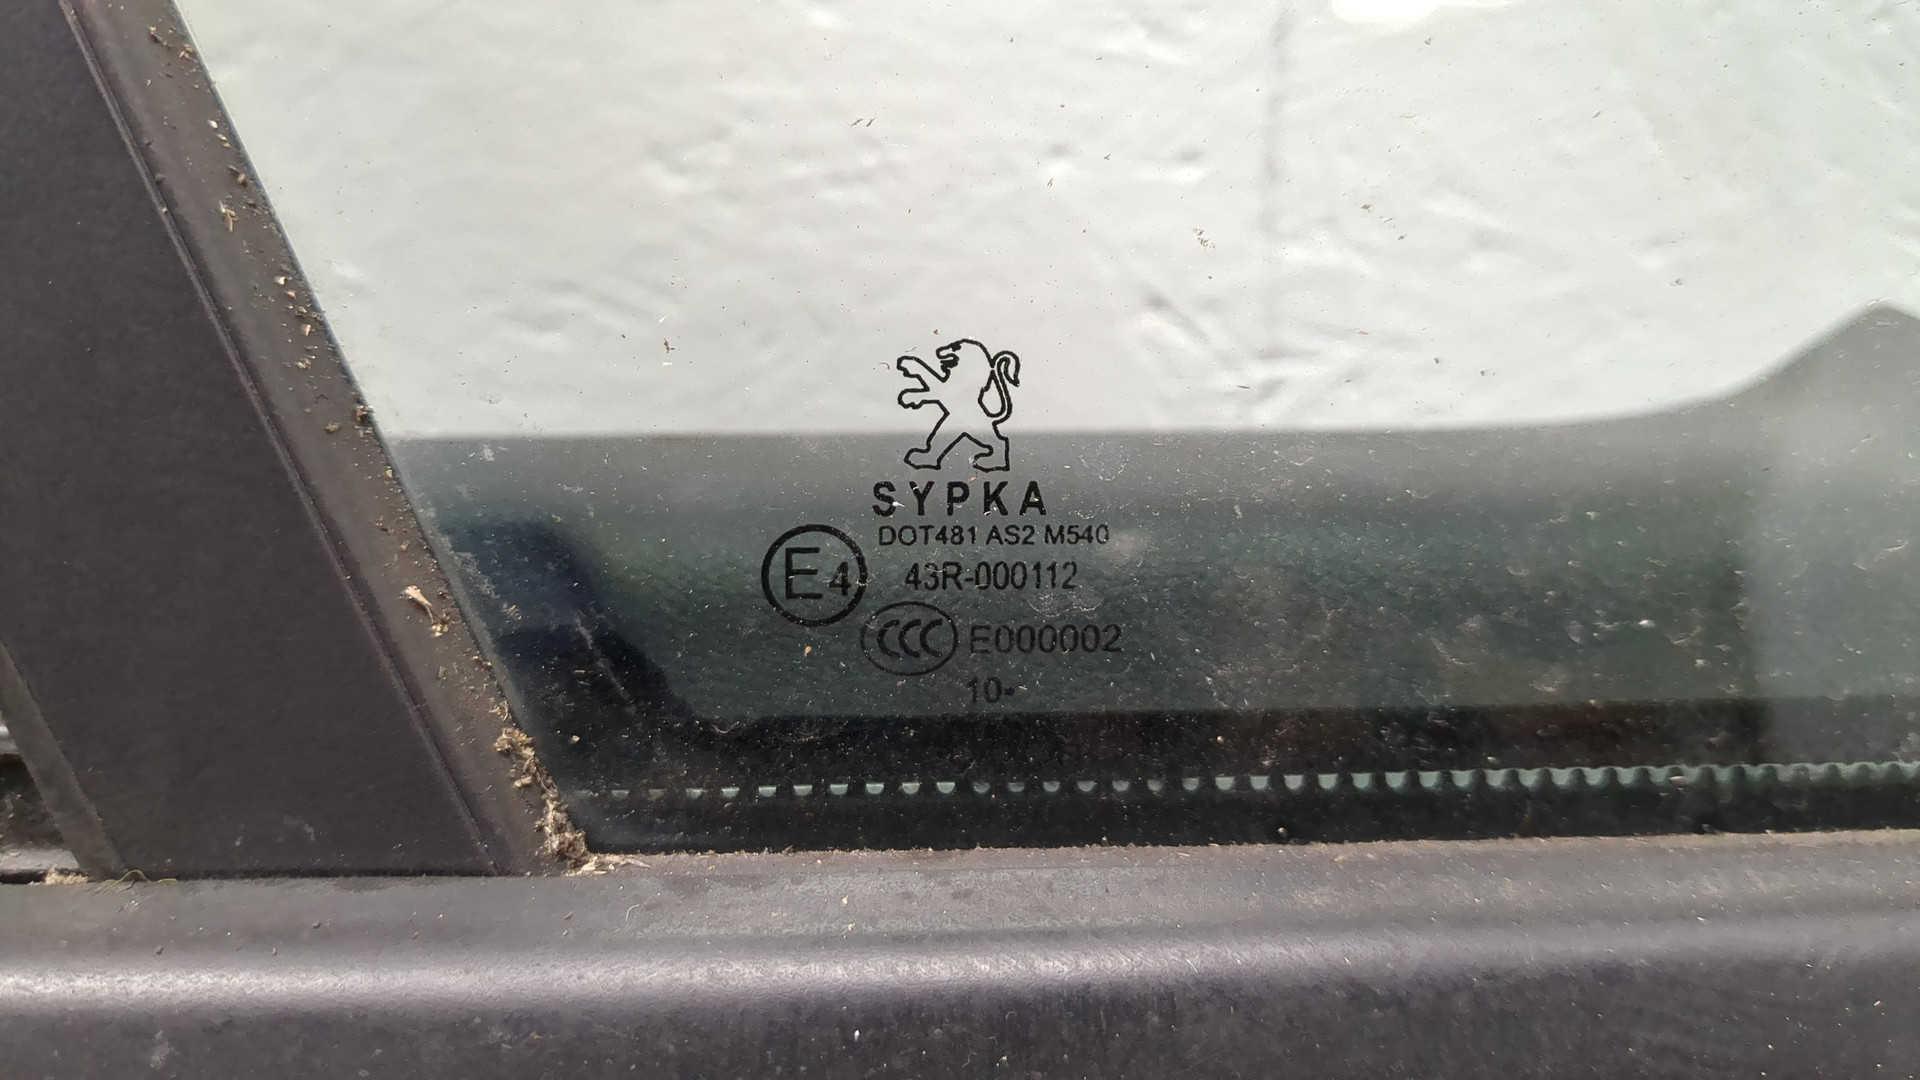 SYPKA
DOT481 AS2 M540
E4 43R-000112
CCC E000002
10•